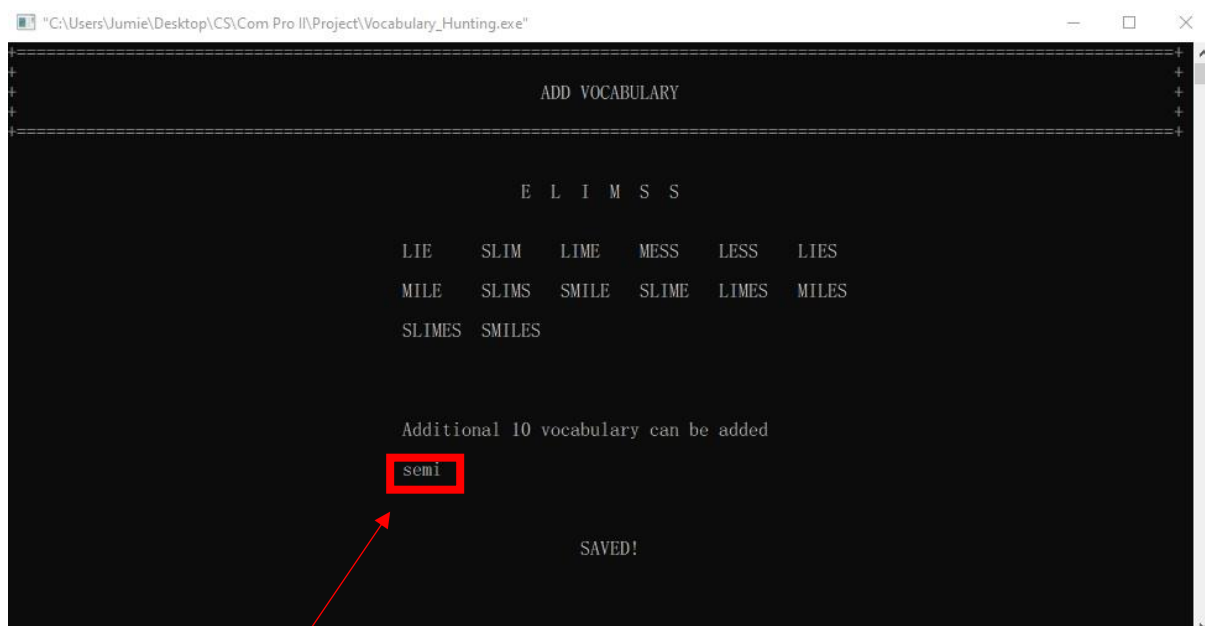 "C:\Users\Jumie\Desktop\CS\Com Pro II\Project\Vocabulary_Hunting.exe"
ADD VOCABULARY
E L I M S S
LIE SLIM LIME MESS LESS LIES
MILE SLIMS SMILE SLIME LIMES MILES
SLIMES SMILES
Additional 10 vocabulary can be added
semi
SAVED!